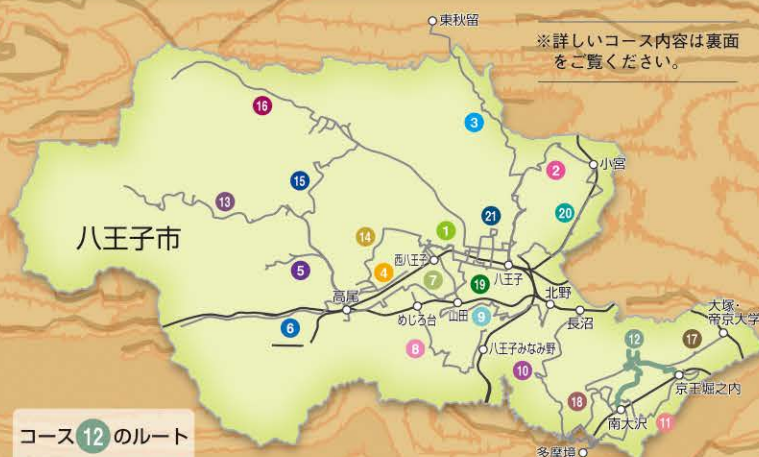 東秋留
※詳しいコース内容は裏面
をご覧ください。
16
3
小宮
2
15
13
20
21
14
1
八王子市
西八王子
八王子
5
4
7
19
高尾
北野
大塚・
帝京大学
めじろ台
山田
9
長沼
6
12
17
8
八王子みなみ野
10
京王堀之内
18
南大沢
11
コース12のルート
多摩境